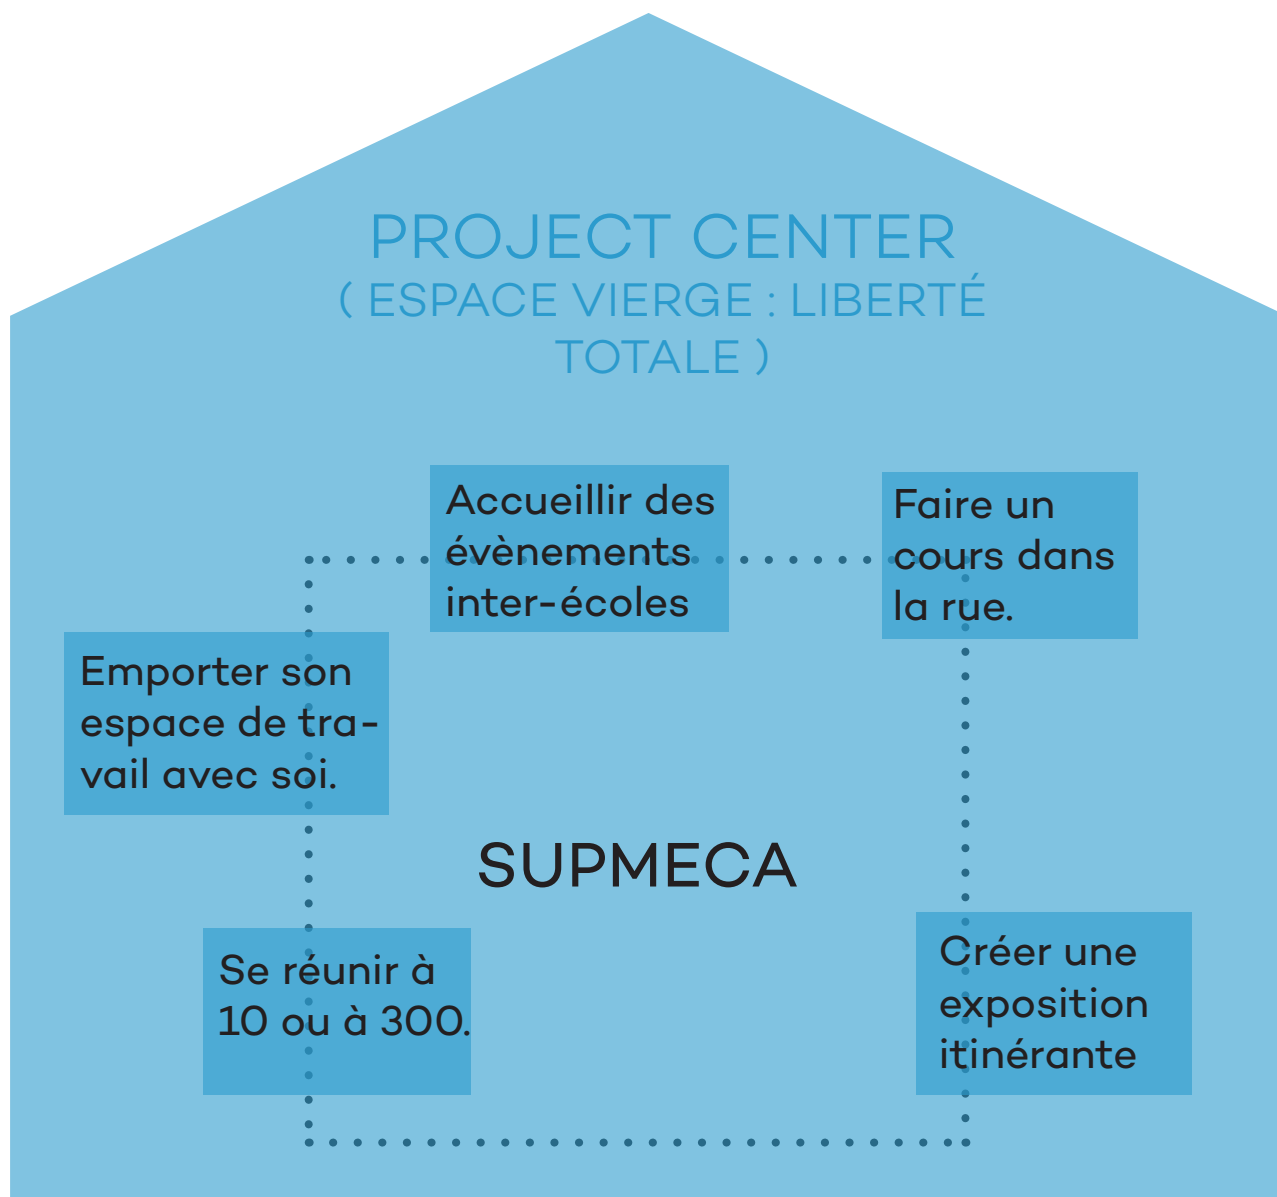 PROJECT CENTER
( ESPACE VIERGE : LIBERTÉ
TOTALE )
Accueillir des
évènements
inter-écoles
Faire un
cours dans
la rue.
Emporter son
espace de tra-
vail avec soi.
SUPMECA
Se réunir à
10 ou à 300.
Créer une
exposition
itinérante